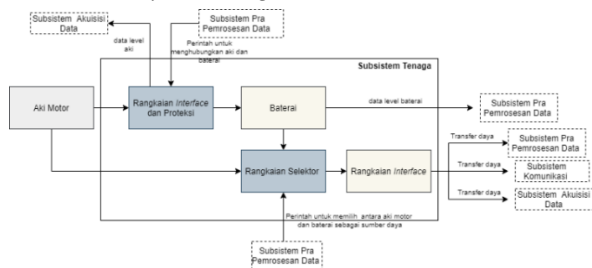 Subsistem Akuisisi
Data
Subsistem Pra
Pemrosesan Data
data level
aki
Perintah untuk
menghubungkan aki dan
baterai
Subsistem Tenaga
Aki Motor
Rangkaian Interface
dan Proteksi
Baterai
data level baterai
Subsistem Pra
Pemrosesan Data
Transfer daya
Subsistem Pra
Pemrosesan Data
Rangkaian Selektor
Rangkaian Interface
Transfer daya
Subsistem
Komunikasi
Transfer daya
Subsistem Akuisisi
Data
Perintah untuk memilih antara aki motor
dan baterai sebagai sumber daya
Subsistem Pra
Pemrosesan Data